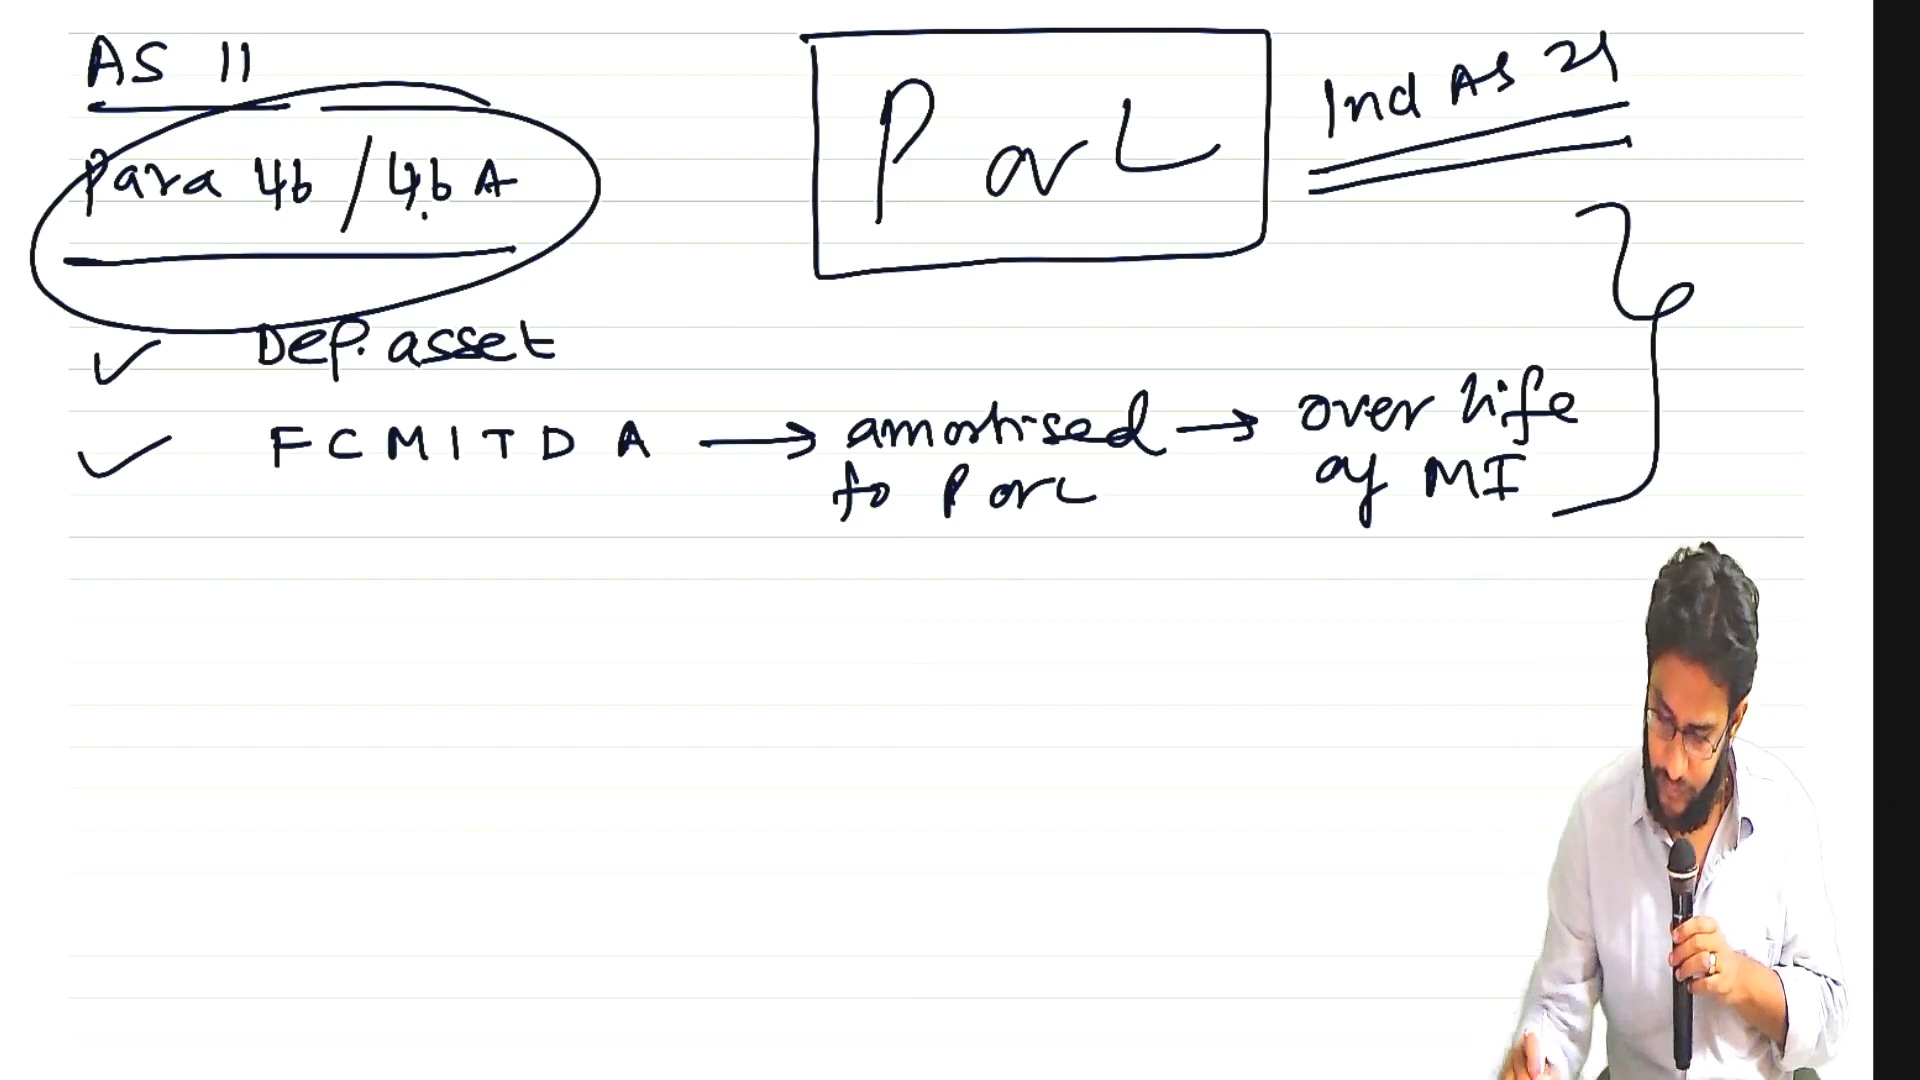 AS 11
Para 46 / 46 A
P or L
Ind AS 21
Dep. asset
FCMITDA → amortised → over life
to P or L
of MI